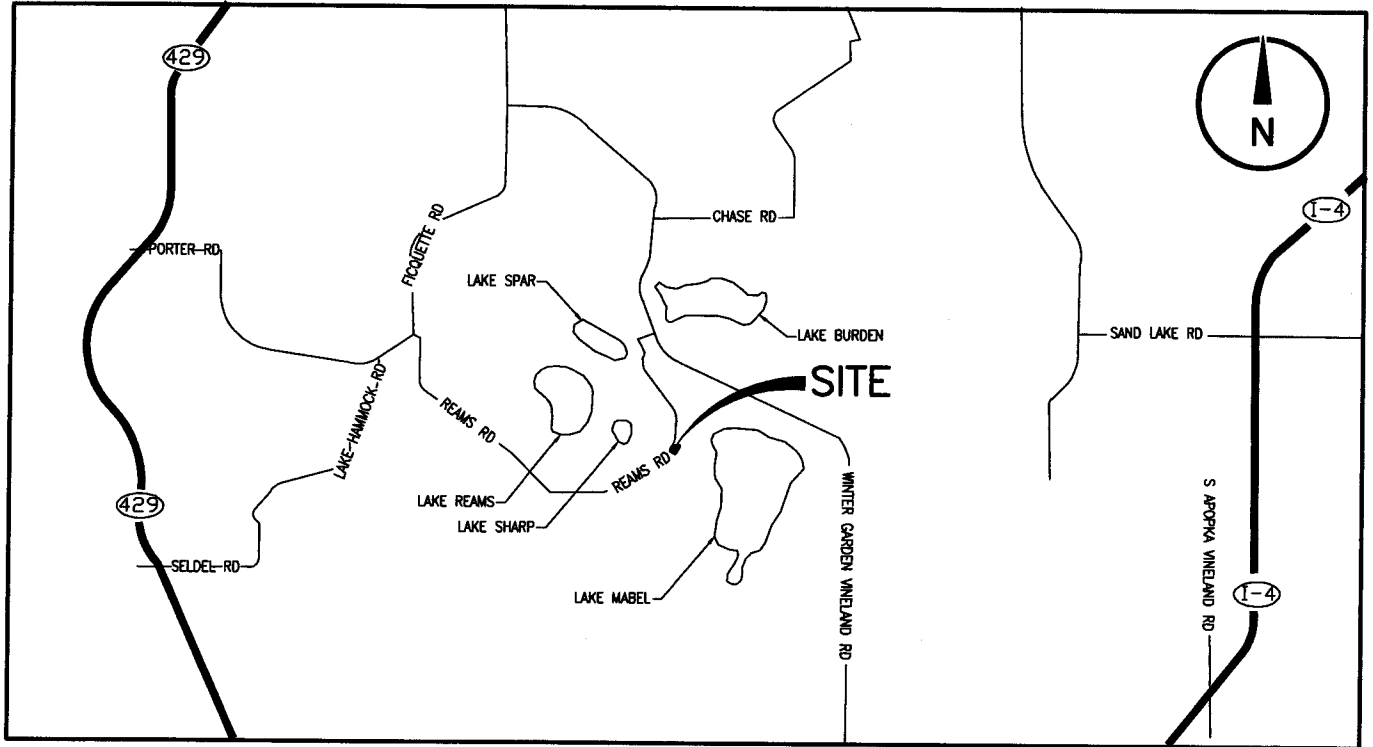 429
N
I-4
CHASE RD
FICQUETTE RD
PORTER RD
LAKE SPAR
LAKE BURDEN
SAND LAKE RD
SITE
LAKE HAMMOCK RD
REAMS RD
REAMS RD
LAKE REAMS
LAKE SHARP
WINTER GARDEN VINELAND RD
S APOPKA VINELAND RD
429
SELDEL RD
LAKE MABEL
I-4